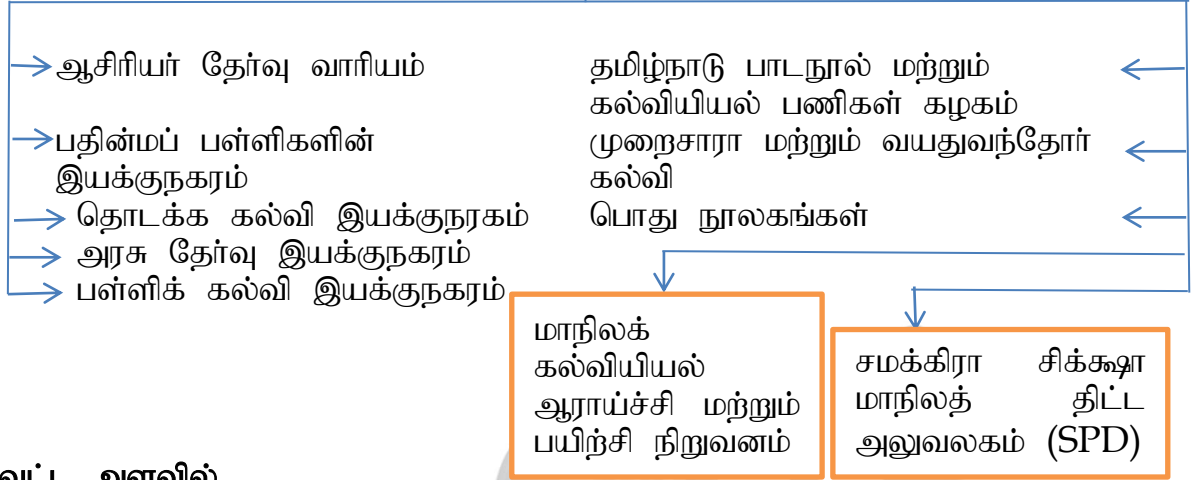 ஆசிரியர் தேர்வு வாரியம்
பதின்மப் பள்ளிகளின்
இயக்குநகரம்
தொடக்க கல்வி இயக்குநரகம்
அரசு தேர்வு இயக்குநகரம்
பள்ளிக் கல்வி இயக்குநகரம்
தமிழ்நாடு பாடநூல் மற்றும்
கல்வியியல் பணிகள் கழகம்
முறைசாரா மற்றும் வயதுவந்தோர்
கல்வி
பொது நூலகங்கள்
மாநிலக்
கல்வியியல்
ஆராய்ச்சி மற்றும்
பயிற்சி நிறுவனம்
சமக்கிரா சிக்க்ஷா
மாநிலத் திட்ட
அலுவலகம் (SPD)
அளவில்